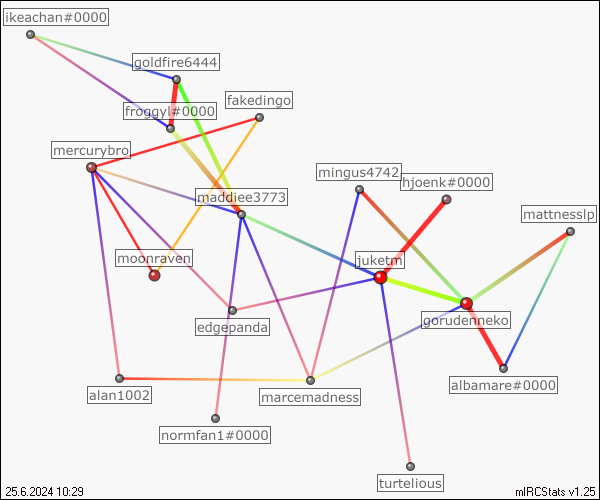 ikeachan#0000
goldfire6444
froggyl#0000
fakedingo
mercurybro
mingus4742
hjoenk#0000
maddiee3773
mattnesslp
moonraven
juketm
edgepanda
gorudenneko
alan1002
marcemadness
albamare#0000
normfan1#0000
turtelious
25.6.2024 10:29
mIRCStats v1.25